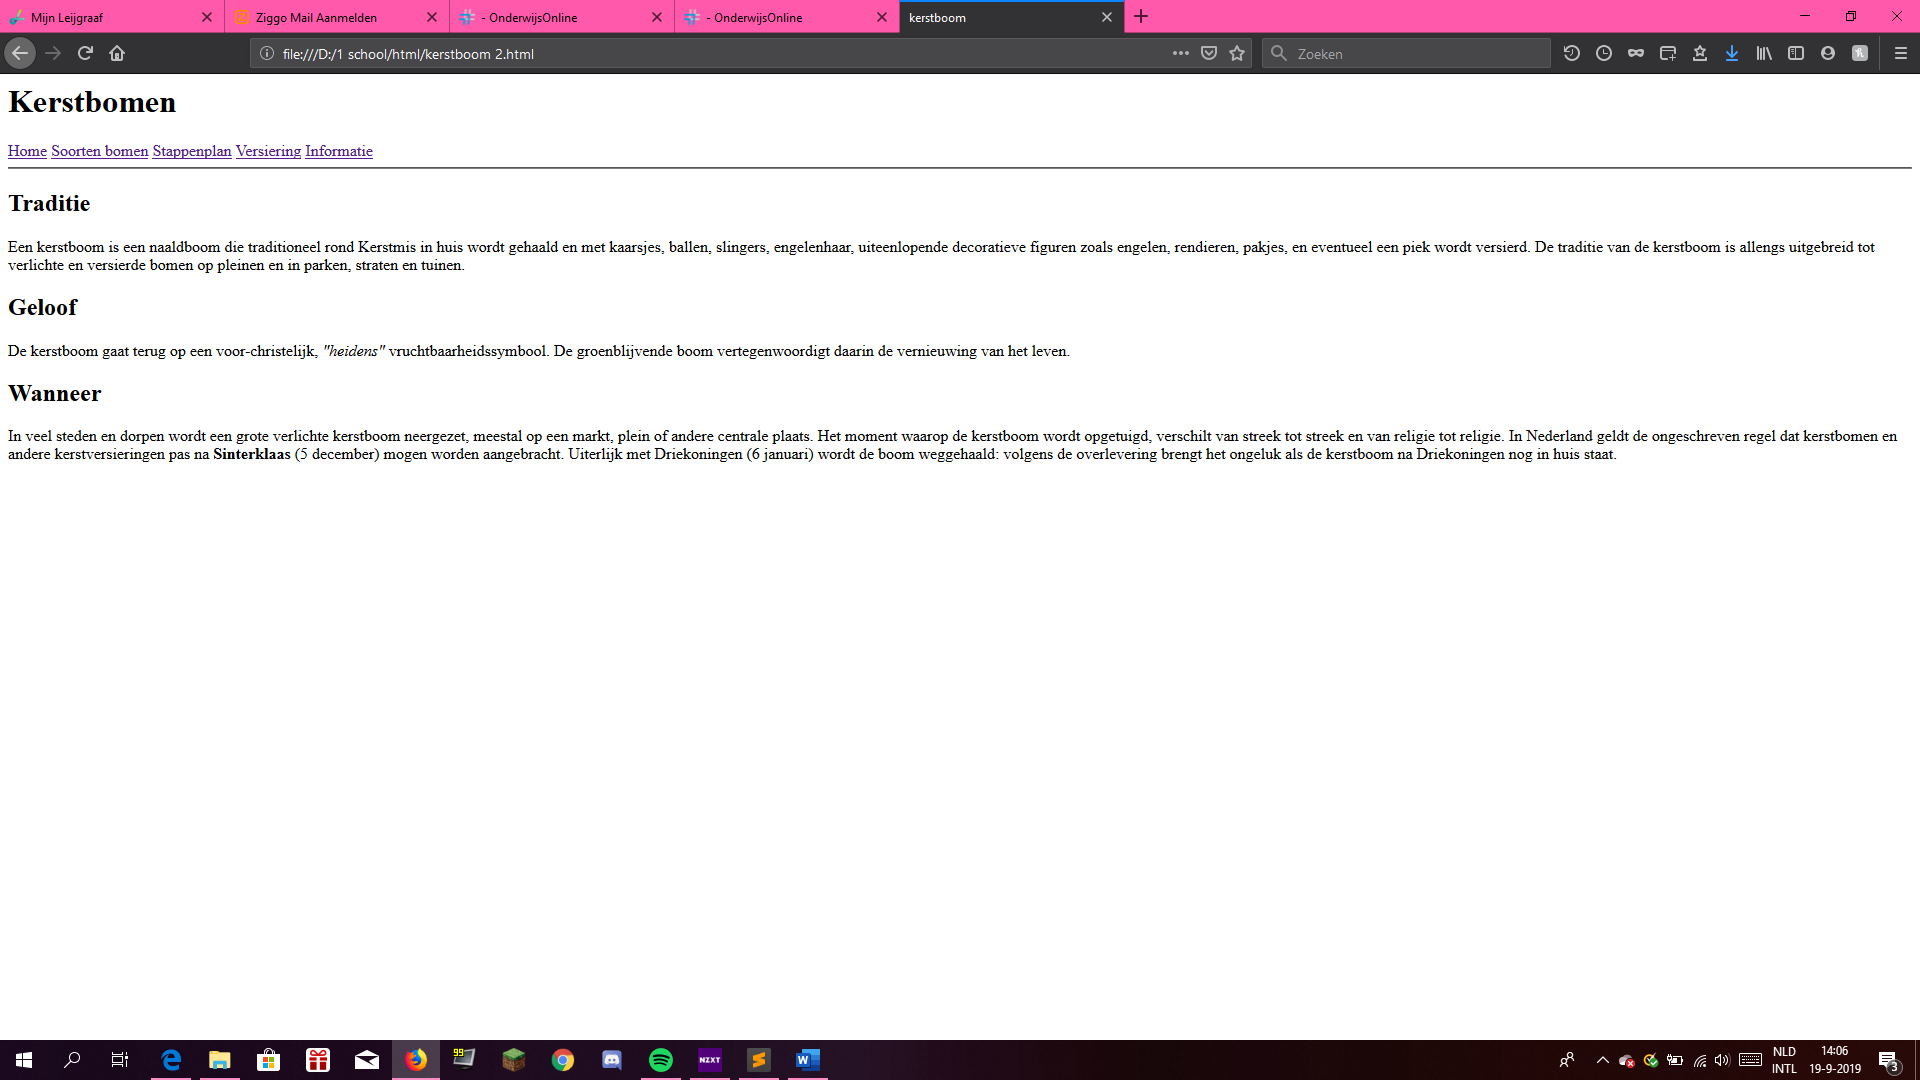 Mijn Leijgraaf
Ziggo Mail Aanmelden
- OnderwijsOnline
- OnderwijsOnline
kerstboom
file:///D:/1 school/html/kerstboom 2.html
Zoeken
Kerstbomen
Home Soorten bomen Stappenplan Versiering Informatie
Traditie
Een kerstboom is een naaldboom die traditioneel rond Kerstmis in huis wordt gehaald en met kaarsjes, ballen, slingers, engelenhaar, uiteenlopende decoratieve figuren zoals engelen, rendieren, pakjes, en eventueel een piek wordt versierd. De traditie van de kerstboom is allengs uitgebreid tot
verlichte en versierde bomen op pleinen en in parken, straten en tuinen.
Geloof
De kerstboom gaat terug op een voor-christelijk, "heidens" vruchtbaarheidssymbool. De groenblijvende boom vertegenwoordigt daarin de vernieuwing van het leven.
Wanneer
In veel steden en dorpen wordt een grote verlichte kerstboom neergezet, meestal op een markt, plein of andere centrale plaats. Het moment waarop de kerstboom wordt opgetuigd, verschilt van streek tot streek en van religie tot religie. In Nederland geldt de ongeschreven regel dat kerstbomen en
andere kerstversieringen pas na Sinterklaas (5 december) mogen worden aangebracht. Uiterlijk met Driekoningen (6 januari) wordt de boom weggehaald: volgens de overlevering brengt het ongeluk als de kerstboom na Driekoningen nog in huis staat.
99
NZXT
NLD
INTL
14:06
19-9-2019
3